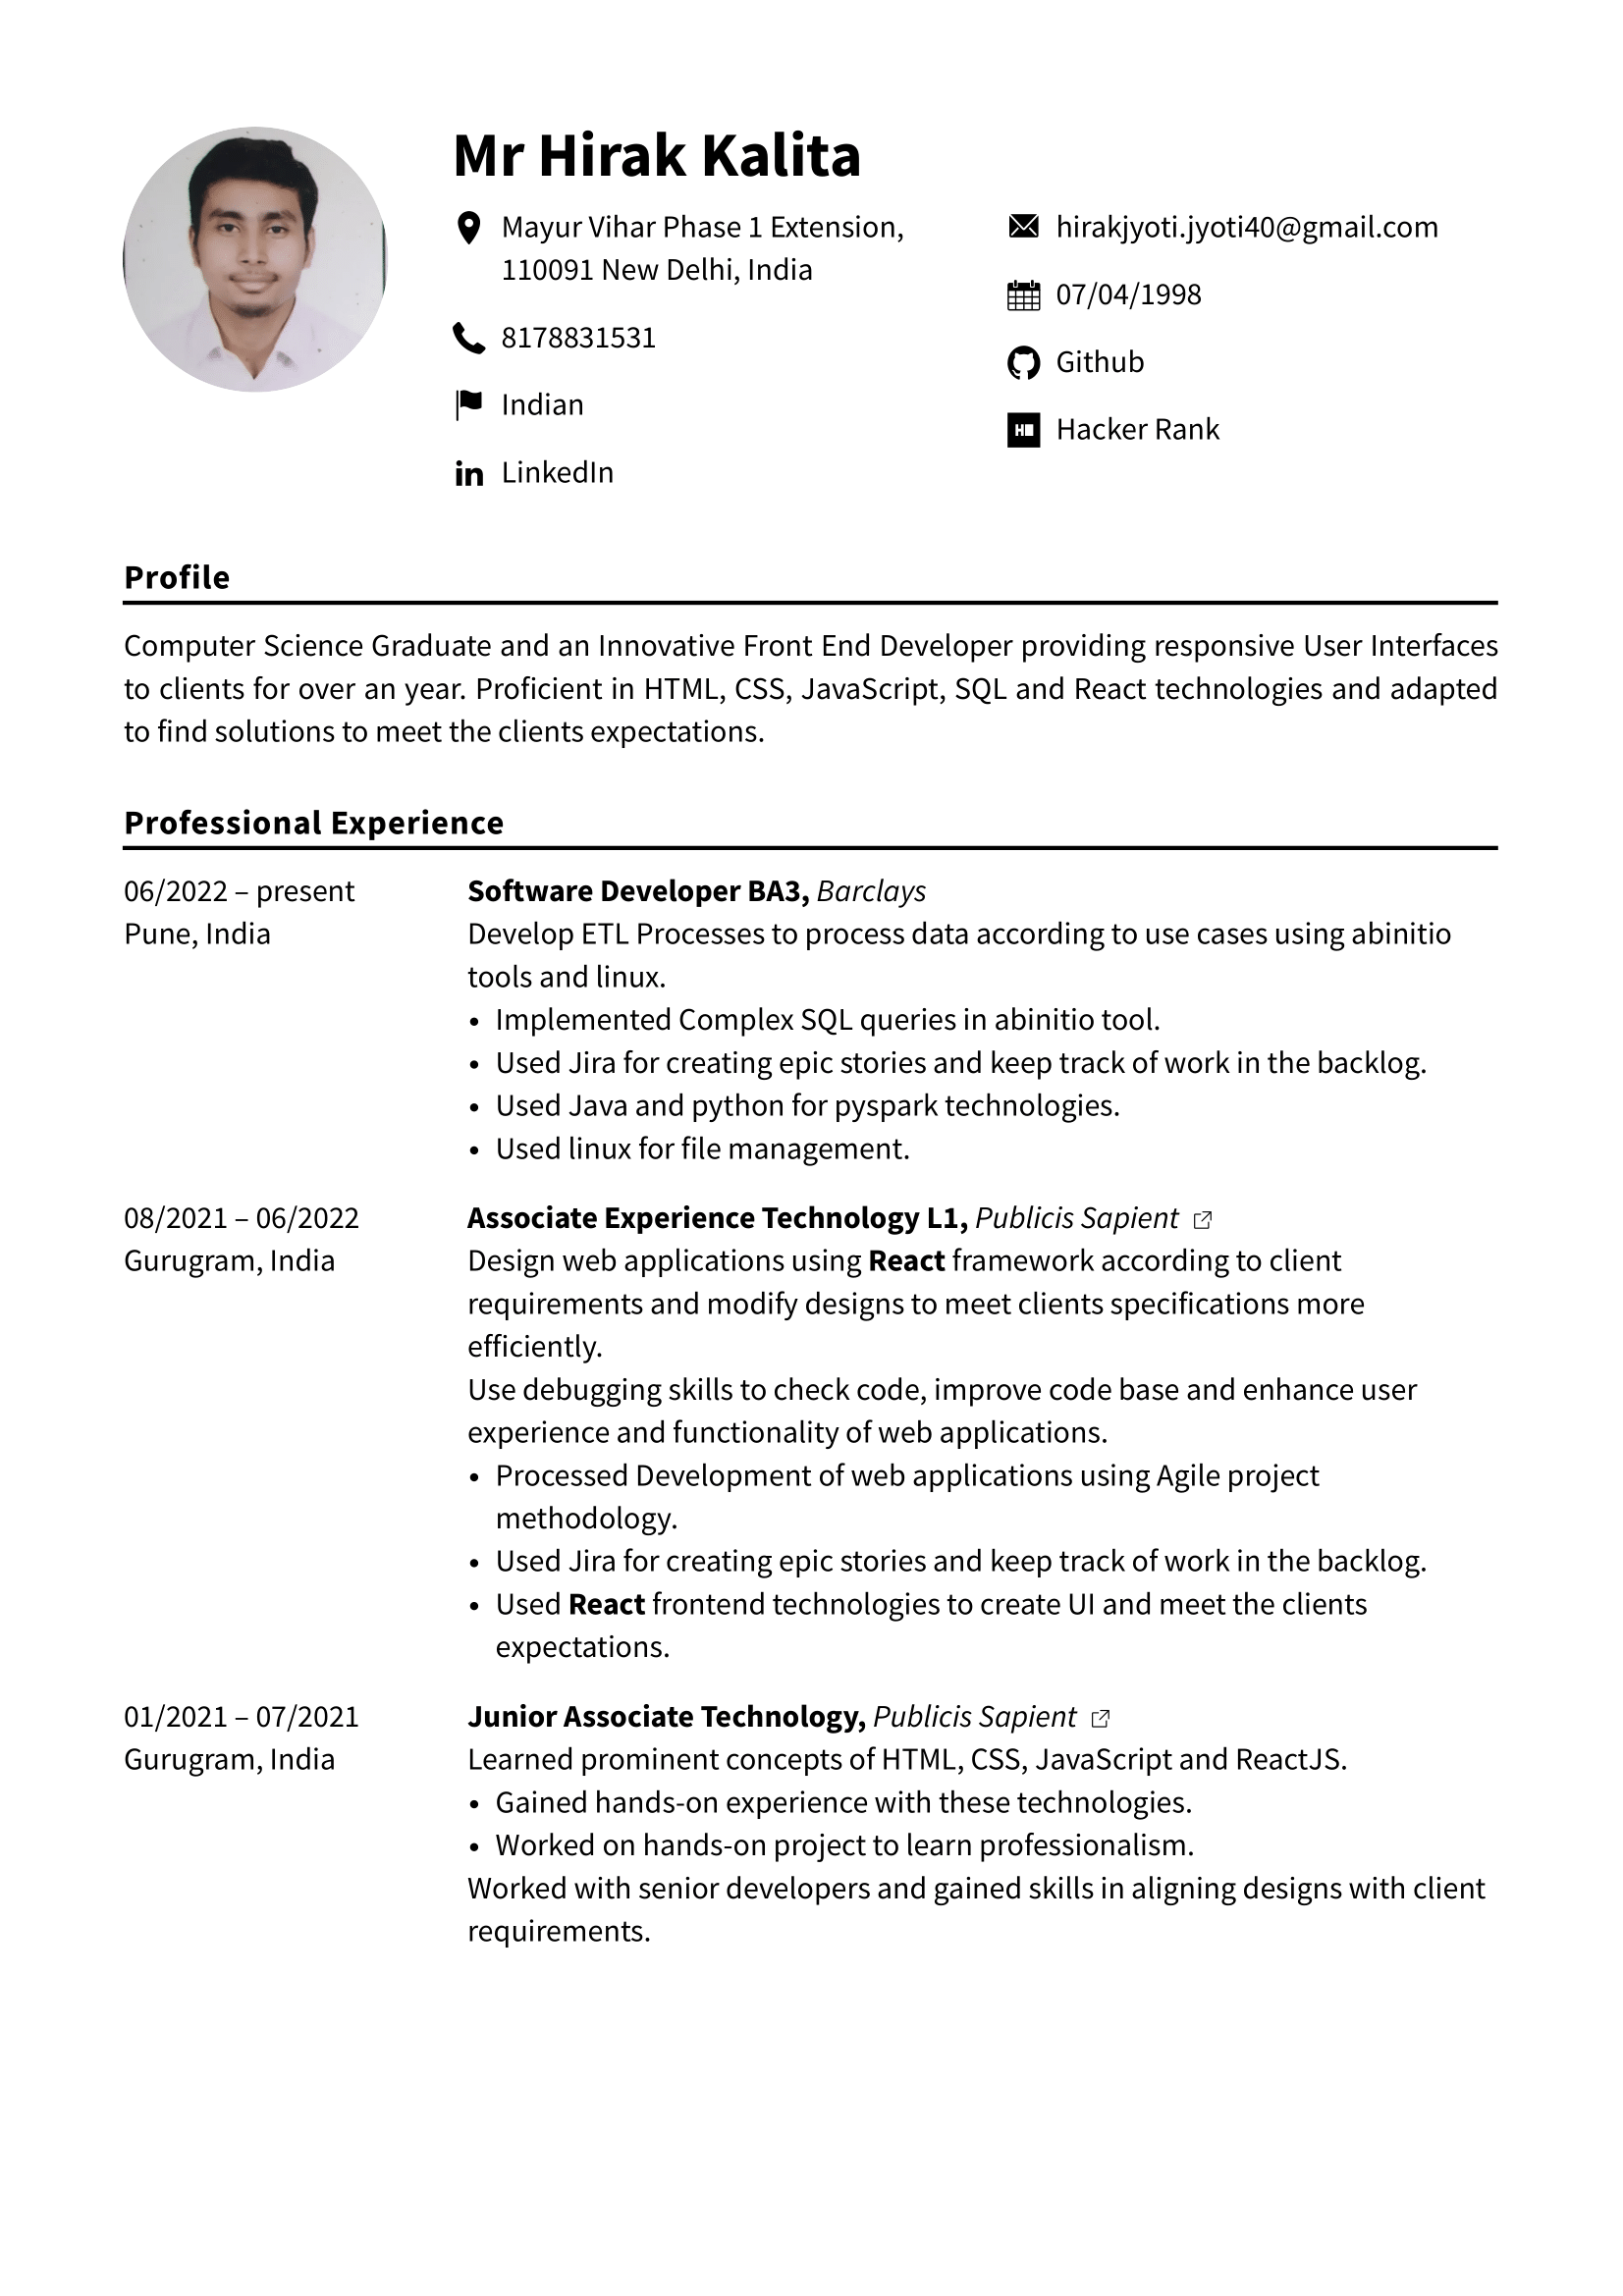 Mr Hirak Kalita
Mayur Vihar Phase 1 Extension,
110091 New Delhi, India
8178831531
Indian
LinkedIn
hirakjyoti.jyoti40@gmail.com
07/04/1998
Github
Hacker Rank
Profile
Computer Science Graduate and an Innovative Front End Developer providing responsive User Interfaces
to clients for over an year. Proficient in HTML, CSS, JavaScript, SQL and React technologies and adapted
to find solutions to meet the clients expectations.
Professional Experience
06/2022 – present
Pune, India
Software Developer BA3, Barclays
Develop ETL Processes to process data according to use cases using abinitio
tools and linux.
• Implemented Complex SQL queries in abinitio tool.
• Used Jira for creating epic stories and keep track of work in the backlog.
• Used Java and python for pyspark technologies.
• Used linux for file management.
08/2021 – 06/2022
Gurugram, India
Associate Experience Technology L1, Publicis Sapient
Design web applications using React framework according to client
requirements and modify designs to meet clients specifications more
efficiently.
Use debugging skills to check code, improve code base and enhance user
experience and functionality of web applications.
• Processed Development of web applications using Agile project
methodology.
• Used Jira for creating epic stories and keep track of work in the backlog.
• Used React frontend technologies to create UI and meet the clients
expectations.
01/2021 – 07/2021
Gurugram, India
Junior Associate Technology, Publicis Sapient
Learned prominent concepts of HTML, CSS, JavaScript and ReactJS.
• Gained hands-on experience with these technologies.
• Worked on hands-on project to learn professionalism.
Worked with senior developers and gained skills in aligning designs with client
requirements.